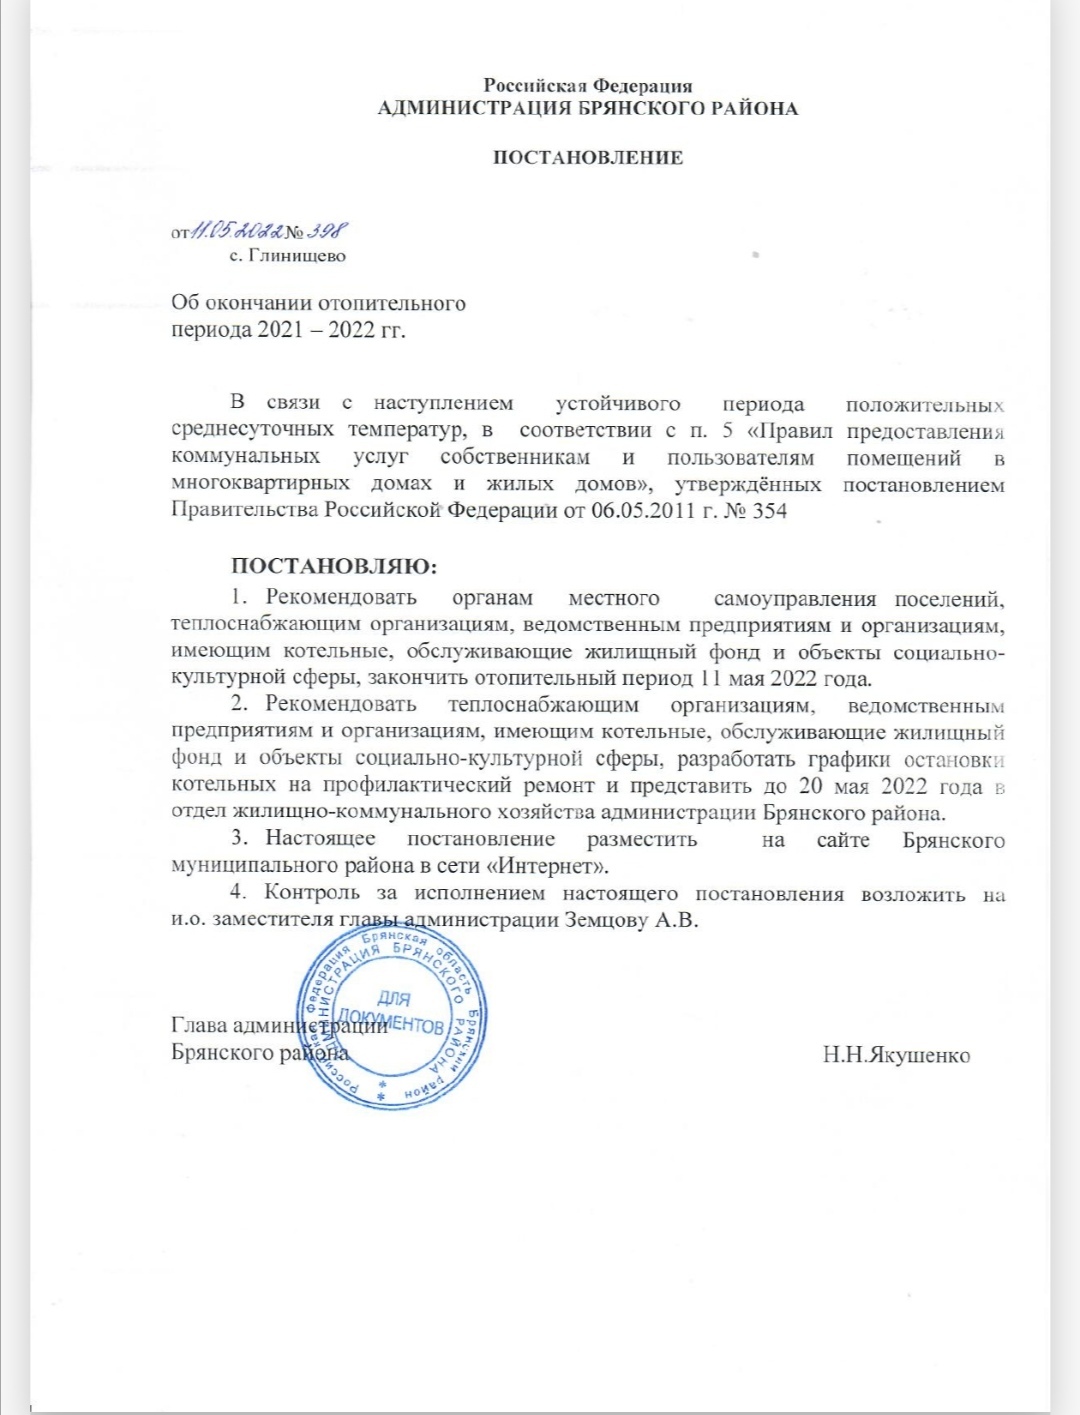 Российская Федерация
АДМИНИСТРАЦИЯ БРЯНСКОГО РАЙОНА
ПОСТАНОВЛЕНИЕ
от 11.05.2022 № 398
с. Глинищево
Об окончании отопительного
периода 2021 – 2022 гг.
В связи с наступлением устойчивого периода положительных
среднесуточных температур, в соответствии с п. 5 «Правил предоставления
коммунальных услуг собственникам и пользователям помещений в
многоквартирных домах и жилых домов», утверждённых постановлением
Правительства Российской Федерации от 06.05.2011 г. № 354
ПОСТАНОВЛЯЮ:
1. Рекомендовать органам местного самоуправления поселений,
теплоснабжающим организациям, ведомственным предприятиям и организациям,
имеющим котельные, обслуживающие жилищный фонд и объекты социально-
культурной сферы, закончить отопительный период 11 мая 2022 года.
2. Рекомендовать теплоснабжающим организациям, ведомственным
предприятиям и организациям, имеющим котельные, обслуживающие жилищный
фонд и объекты социально-культурной сферы, разработать графики остановки
котельных на профилактический ремонт и представить до 20 мая 2022 года в
отдел жилищно-коммунального хозяйства администрации Брянского района.
3. Настоящее постановление разместить на сайте Брянского
муниципального района в сети «Интернет».
4. Контроль за исполнением настоящего постановления возложить на
и.о. заместителя главы администрации Земцову А.В.
Глава администрации
Брянского района Н.Н.Якушенко
Российская Федерация Брянская область Брянский район
АДМИНИСТРАЦИЯ БРЯНСКОГО РАЙОНА
ДЛЯ
ДОКУМЕНТОВ